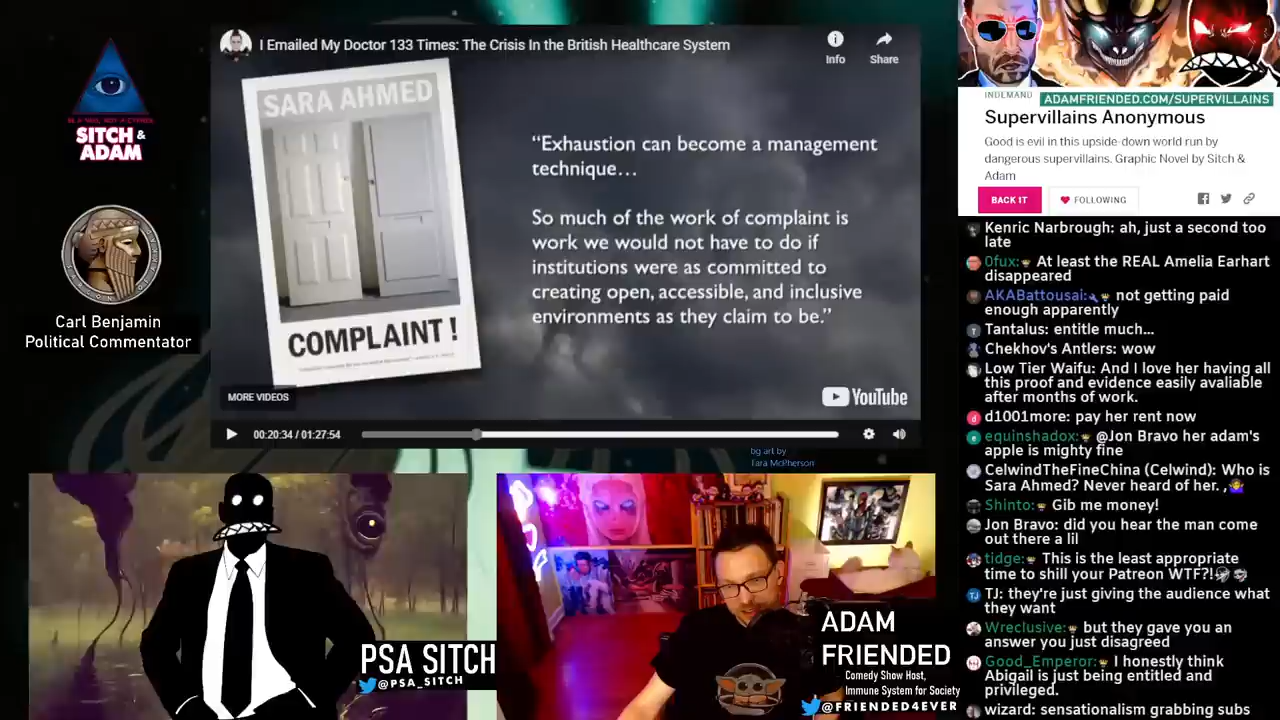 SITCH &
ADAM
Carl Benjamin
Political Commentator
I Emailed My Doctor 133 Times: The Crisis In the British Healthcare System
Info
Share
SARA AHMED
COMPLAINT!
“Exhaustion can become a management
technique…
So much of the work of complaint is
work we would not have to do if
institutions were as committed to
creating open, accessible, and inclusive
environments as they claim to be.”
MORE VIDEOS
YouTube
00:20:34 / 01:27:54
bg art by
Tara McPherson
PSA SITCH
@PSA_SITCH
ADAM
FRIENDED
Comedy Show Host,
Immune System for Society
@FRIENDED4EVER
INDEMAND
ADAMFRIENDED.COM/SUPERVILLAINS
Supervillains Anonymous
Good is evil in this upside-down world run by
dangerous supervillains. Graphic Novel by Sitch &
Adam
BACK IT
FOLLOWING
Kenric Narbrough: ah, just a second too
late
0fux: At least the REAL Amelia Earhart
disappeared
AKABattousai: not getting paid
enough apparently
Tantalus: entitle much...
Chekhov's Antlers: wow
Low Tier Waifu: And I love her having all
this proof and evidence easily avaliable
after months of work.
d1001more: pay her rent now
equinshadox: @Jon Bravo her adam's
apple is mighty fine
CelwindTheFineChina (Celwind): Who is
Sara Ahmed? Never heard of her. ,
Shinto: Gib me money!
Jon Bravo: did you hear the man come
out there a lil
tidge: This is the least appropriate
time to shill your Patreon WTF?!
TJ: they're just giving the audience what
they want
Wreclusive: but they gave you an
answer you just disagreed
Good_Emperor: I honestly think
Abigail is just being entitled and
privileged.
wizard: sensationalism grabbing subs